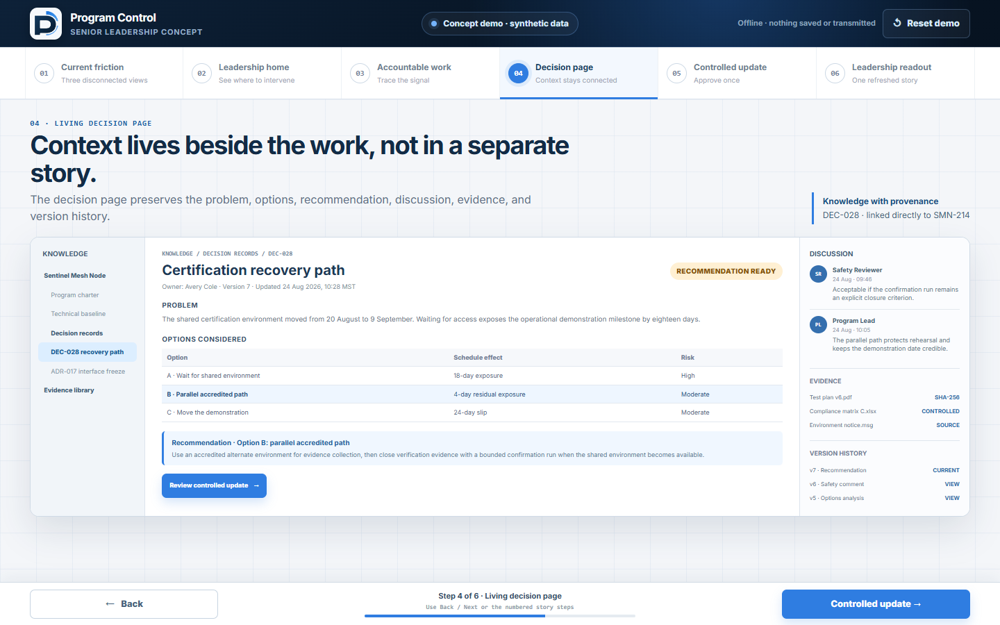 Program Control
SENIOR LEADERSHIP CONCEPT
Concept demo · synthetic data
Offline · nothing saved or transmitted
Reset demo
01
Current friction
Three disconnected views
02
Leadership home
See where to intervene
03
Accountable work
Trace the signal
04
Decision page
Context stays connected
05
Controlled update
Approve once
06
Leadership readout
One refreshed story
04 · LIVING DECISION PAGE
Context lives beside the work, not in a separate
story.
The decision page preserves the problem, options, recommendation, discussion, evidence, and
version history.
Knowledge with provenance
DEC-028 · linked directly to SMN-214
KNOWLEDGE
Sentinel Mesh Node
Program charter
Technical baseline
Decision records
DEC-028 recovery path
ADR-017 interface freeze
Evidence library
KNOWLEDGE / DECISION RECORDS / DEC-028
Certification recovery path
RECOMMENDATION READY
Owner: Avery Cole · Version 7 · Updated 24 Aug 2026, 10:28 MST
PROBLEM
The shared certification environment moved from 20 August to 9 September. Waiting for access exposes the operational demonstration milestone by eighteen days.
OPTIONS CONSIDERED
Option Schedule effect Risk
A · Wait for shared environment 18-day exposure High
B · Parallel accredited path 4-day residual exposure Moderate
C · Move the demonstration 24-day slip Moderate
Recommendation · Option B: parallel accredited path
Use an accredited alternate environment for evidence collection, then close verification evidence with a bounded confirmation run when the shared environment becomes available.
Review controlled update →
DISCUSSION
SR
Safety Reviewer
24 Aug · 09:46
Acceptable if the confirmation run remains
an explicit closure criterion.
PL
Program Lead
24 Aug · 10:05
The parallel path protects rehearsal and
keeps the demonstration date credible.
EVIDENCE
Test plan v6.pdf SHA-256
Compliance matrix C.xlsx CONTROLLED
Environment notice.msg SOURCE
VERSION HISTORY
v7 · Recommendation CURRENT
v6 · Safety comment VIEW
v5 · Options analysis VIEW
← Back
Step 4 of 6 · Living decision page
Use Back / Next or the numbered story steps
Controlled update →